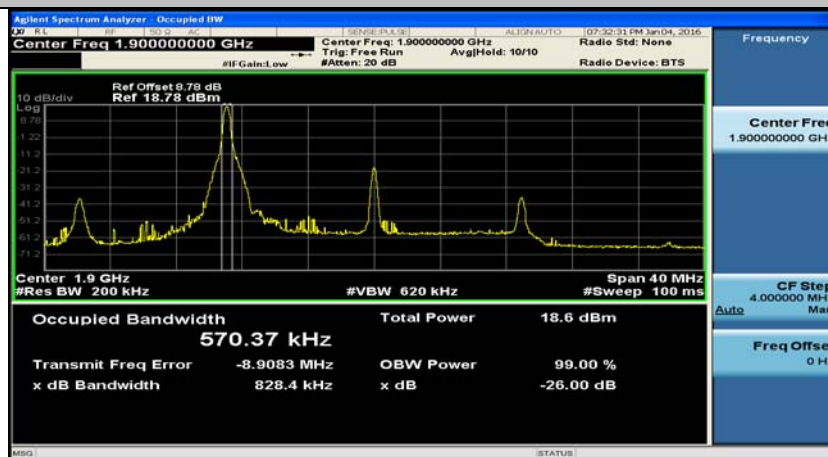 Agilent Spectrum Analyzer - Occupied BW
LXI RL RF 50 Ω AC SENSE:PULSE ALIGN AUTO 07:32:31 PM Jan 04, 2016
Center Freq 1.900000000 GHz
Center Freq: 1.900000000 GHz
Radio Std: None
Trig: Free Run Avg|Hold: 10/10
#IFGain:Low #Atten: 20 dB Radio Device: BTS
Ref Offset 8.78 dB
10 dB/div Ref 18.78 dBm
Log
8.78
-1.22
-11.2
-21.2
-31.2
-41.2
-51.2
-61.2
-71.2
Center 1.9 GHz Span 40 MHz
#Res BW 200 kHz #VBW 620 kHz #Sweep 100 ms
Occupied Bandwidth Total Power 18.6 dBm
570.37 kHz
Transmit Freq Error -8.9083 MHz OBW Power 99.00 %
x dB Bandwidth 828.4 kHz x dB -26.00 dB
MSG STATUS
Frequency
Center Freq
1.900000000 GH
CF Step
4.000000 MH
Auto Ma
Freq Offse
0 H